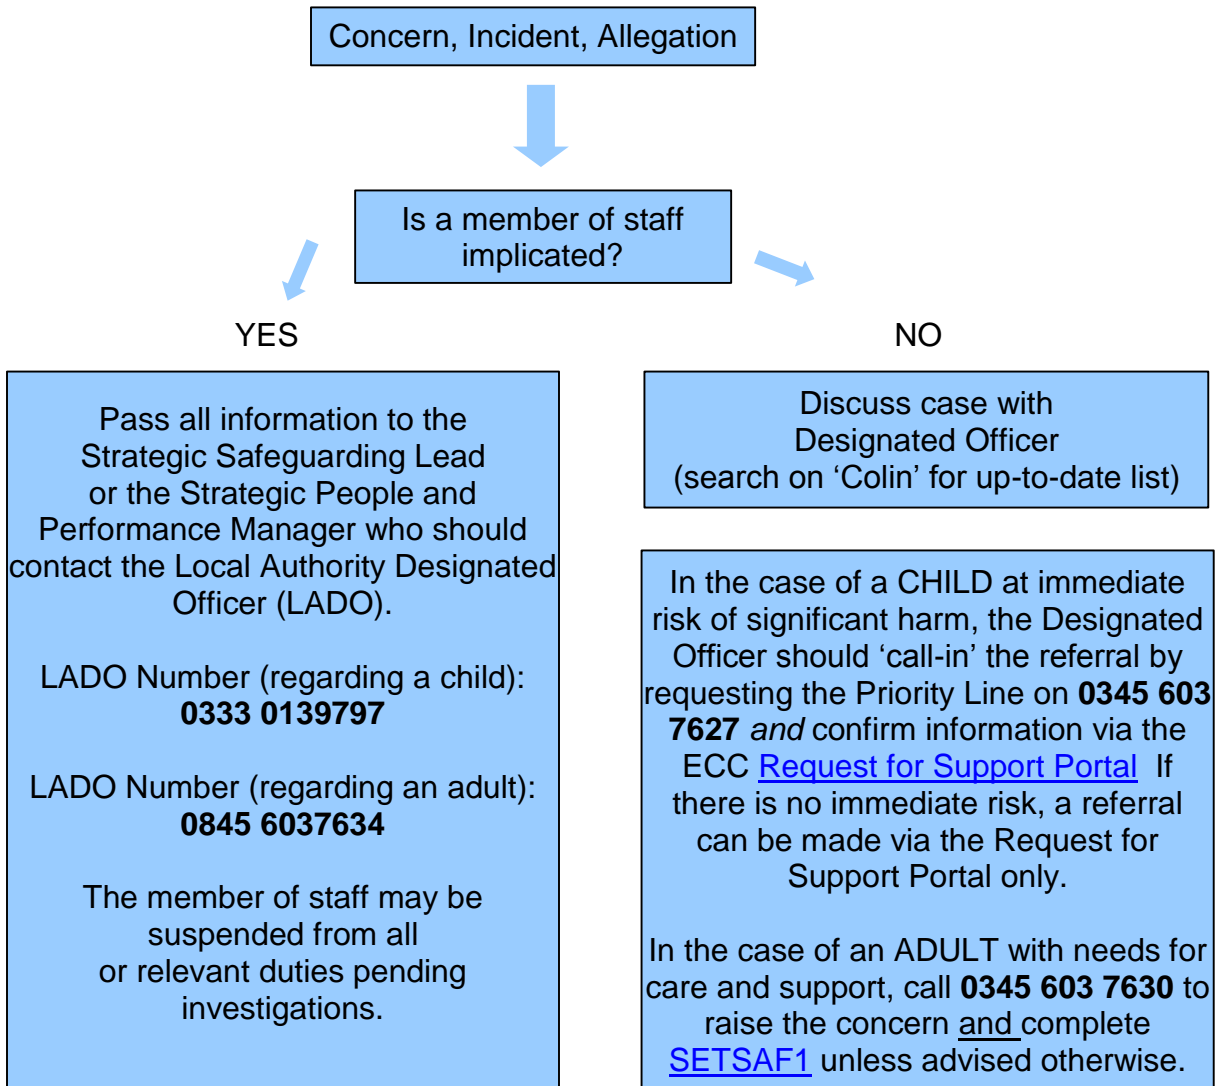 Concern, Incident, Allegation
Is a member of staff
implicated?
YES
Pass all information to the
Strategic Safeguarding Lead
or the Strategic People and
Performance Manager who should
contact the Local Authority Designated
Officer (LADO).
LADO Number (regarding a child):
0333 0139797
LADO Number (regarding an adult):
0845 6037634
The member of staff may be
suspended from all
or relevant duties pending
investigations.
NO
Discuss case with
Designated Officer
(search on ‘Colin’ for up-to-date list)
In the case of a CHILD at immediate
risk of significant harm, the Designated
Officer should ‘call-in’ the referral by
requesting the Priority Line on 0345 603
7627 and confirm information via the
ECC Request for Support Portal If
there is no immediate risk, a referral
can be made via the Request for
Support Portal only.
In the case of an ADULT with needs for
care and support, call 0345 603 7630 to
raise the concern and complete
SETSAF1 unless advised otherwise.